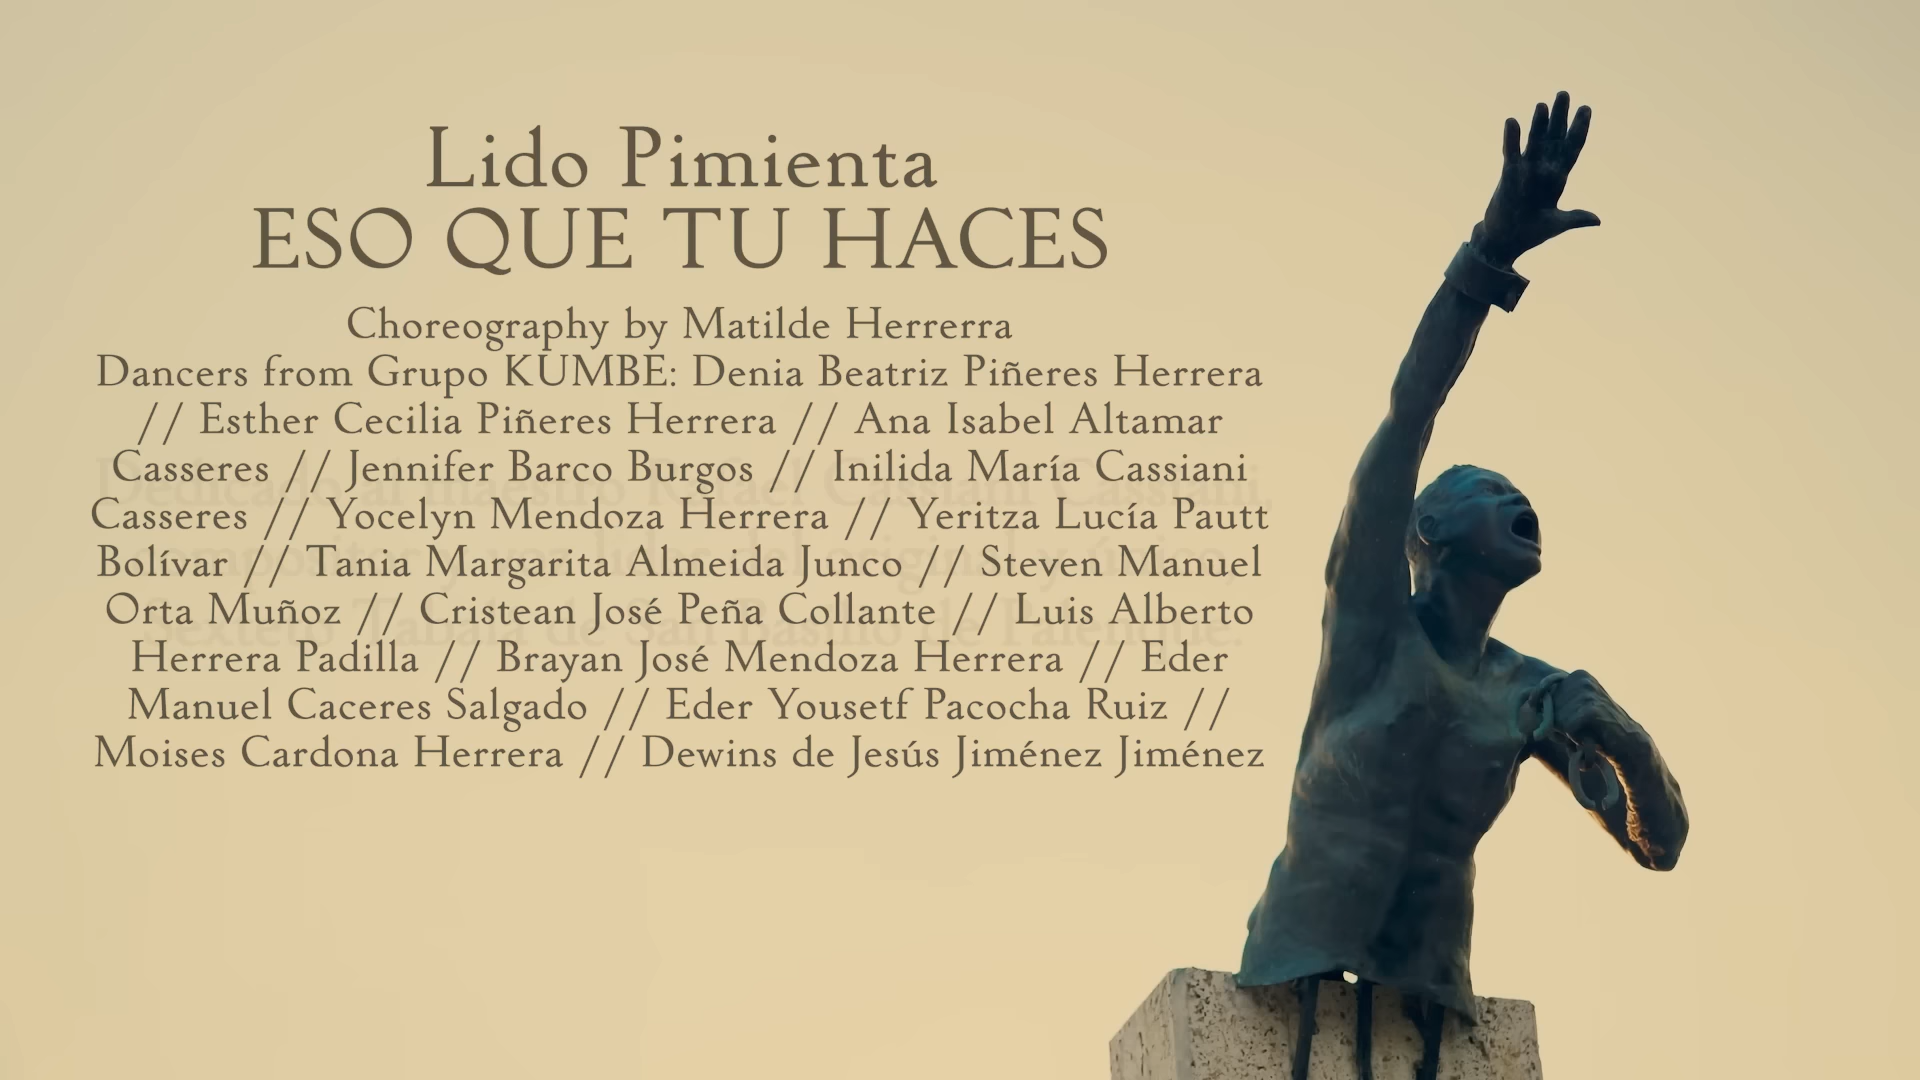 Lido Pimienta
ESO QUE TU HACES
Choreography by Matilde Herrerra
Dancers from Grupo KUMBE: Denia Beatriz Piñeres Herrera
// Esther Cecilia Piñeres Herrera // Ana Isabel Altamar
Casseres // Jennifer Barco Burgos // Inilida María Cassiani
Casseres // Yocelyn Mendoza Herrera // Yeritza Lucía Pautt
Bolívar // Tania Margarita Almeida Junco // Steven Manuel
Orta Muñoz // Cristean José Peña Collante // Luis Alberto
Herrera Padilla // Brayan José Mendoza Herrera // Eder
Manuel Caceres Salgado // Eder Yousetf Pacocha Ruiz //
Moises Cardona Herrera // Dewins de Jesús Jiménez Jiménez